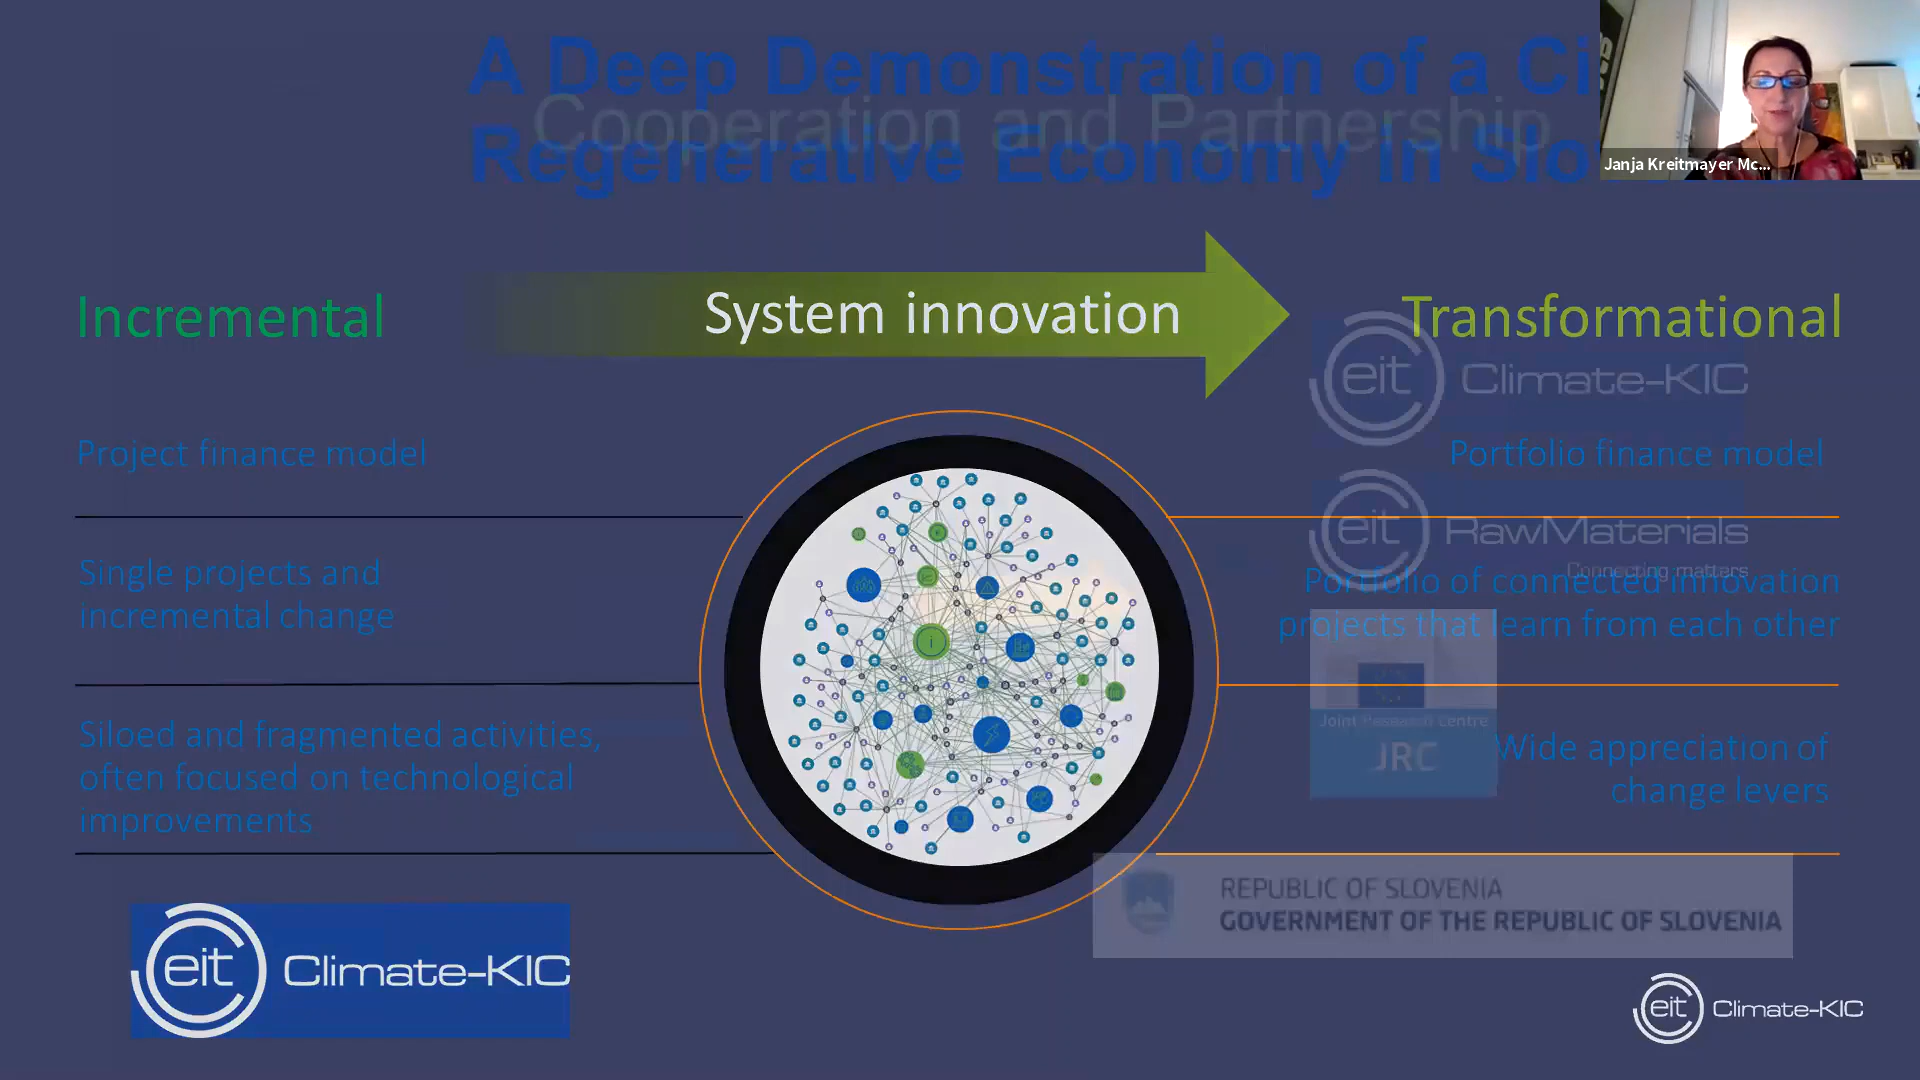 A Deep Demonstration of a Ci
Cooperation and Partnership
Regenerative Economy in Slo
Janja Kreitmayer Mc...
Incremental
System innovation
Transformational
eit Climate-KIC
Project finance model
Portfolio finance model
eit RawMaterials
Connecting matters
Single projects and
incremental change
Portfolio of connected innovation
projects that learn from each other
Joint Research Centre
JRC
Siloed and fragmented activities,
often focused on technological
improvements
Wide appreciation of
change levers
REPUBLIC OF SLOVENIA
GOVERNMENT OF THE REPUBLIC OF SLOVENIA
eit Climate-KIC
eit Climate-KIC